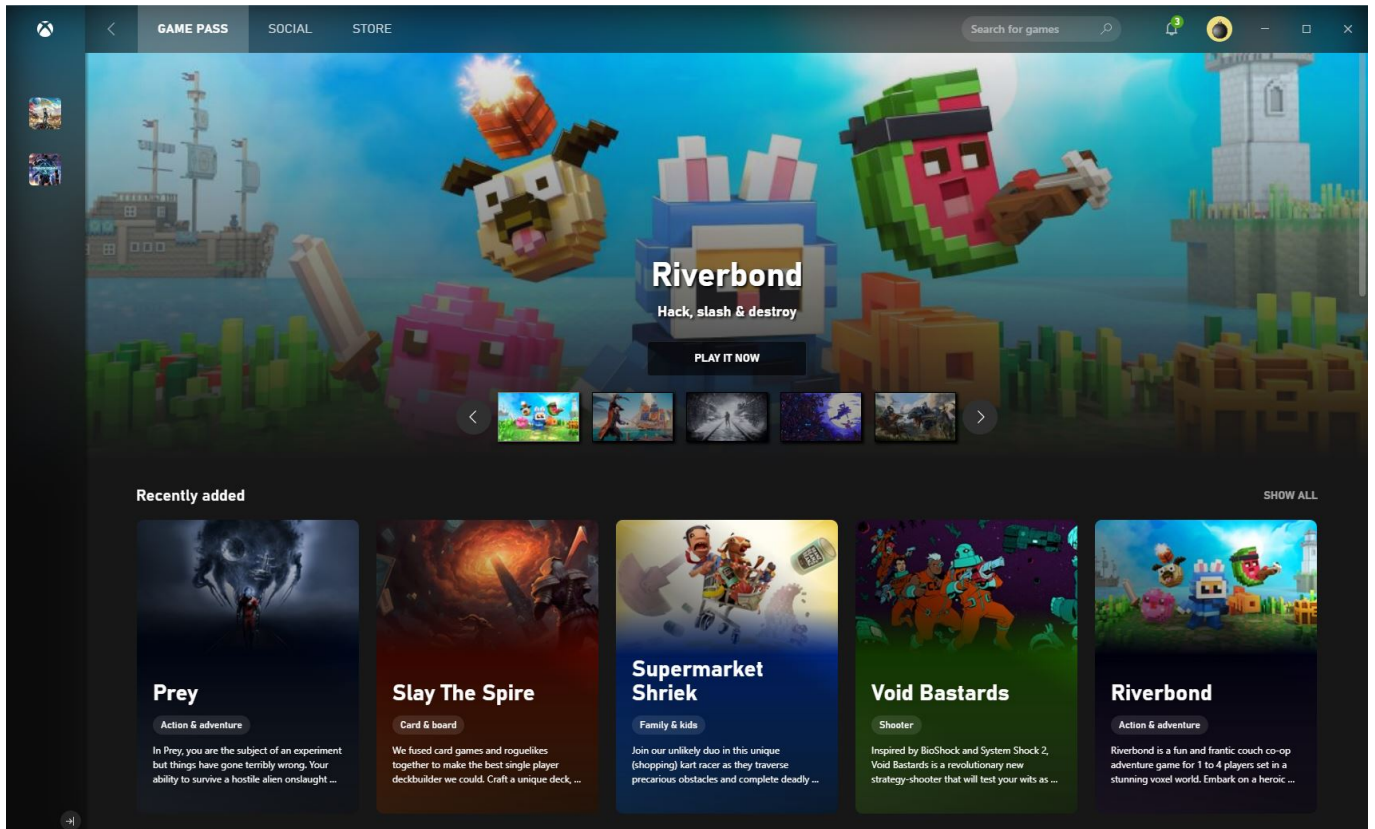 GAME PASS
SOCIAL
STORE
Search for games
3
Riverbond
Hack, slash & destroy
PLAY IT NOW
Recently added
SHOW ALL
Prey
Action & adventure
In Prey, you are the subject of an experiment
but things have gone terribly wrong. Your
ability to survive a hostile alien onslaught ...
Slay The Spire
Card & board
We fused card games and roguelikes
together to make the best single player
deckbuilder we could. Craft a unique deck, ...
Supermarket
Shriek
Family & kids
Join our unlikely duo in this unique
(shopping) kart racer as they traverse
precarious obstacles and complete deadly ...
Void Bastards
Shooter
Inspired by BioShock and System Shock 2,
Void Bastards is a revolutionary new
strategy-shooter that will test your wits as ...
Riverbond
Action & adventure
Riverbond is a fun and frantic couch co-op
adventure game for 1 to 4 players set in a
stunning voxel world. Embark on a heroic ...